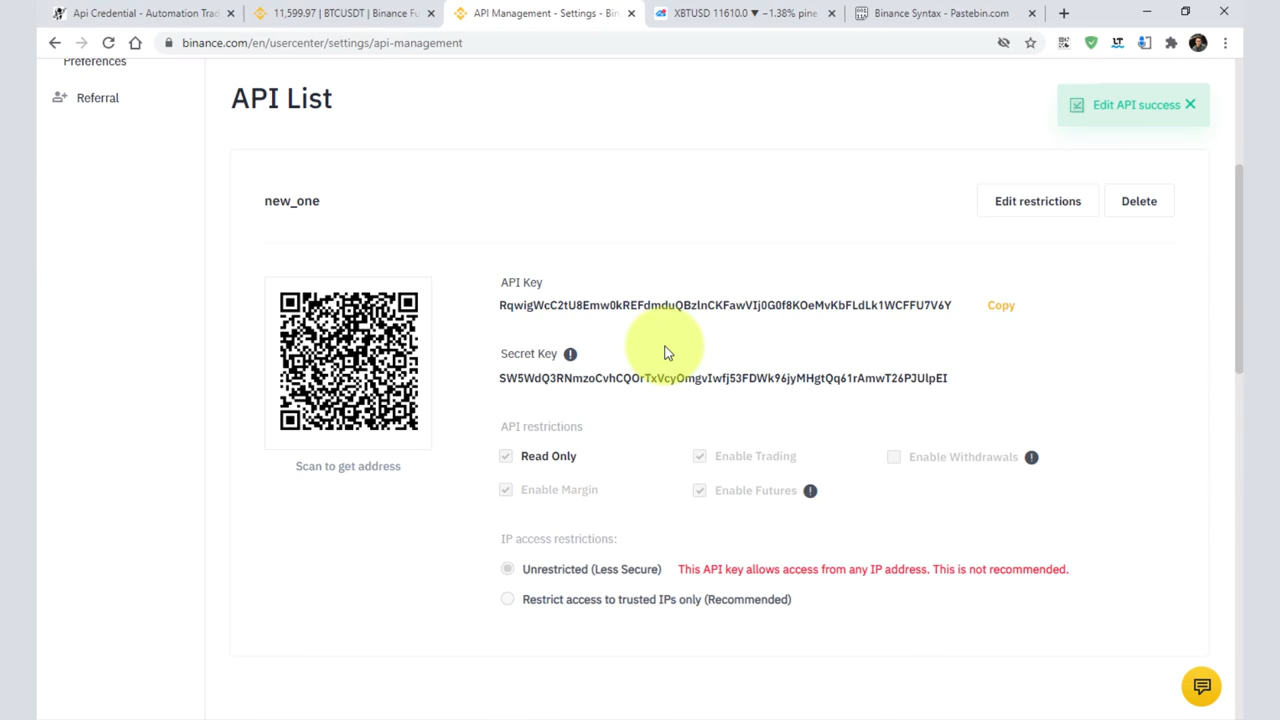 Api Credential - Automation Trad
11,599.97 | BTCUSDT | Binance Fu
API Management - Settings - Bin
XBTUSD 11610.0 ▼ −1.38% pine
Binance Syntax - Pastebin.com
binance.com/en/usercenter/settings/api-management
Preferences
Referral
API List
Edit API success
new_one
Edit restrictions
Delete
API Key
RqwigWcC2tU8Emw0kREFdmduQBzlnCKFawVIj0G0f8KOeMvKbFLdLk1WCFFU7V6Y
Copy
Secret Key
SW5WdQ3RNmzoCvhCQOrTxVcyOmgvIwfj53FDWk96jyMHgtQq61rAmwT26PJUlpEI
Scan to get address
API restrictions
Read Only
Enable Trading
Enable Withdrawals
Enable Margin
Enable Futures
IP access restrictions:
Unrestricted (Less Secure)
This API key allows access from any IP address. This is not recommended.
Restrict access to trusted IPs only (Recommended)